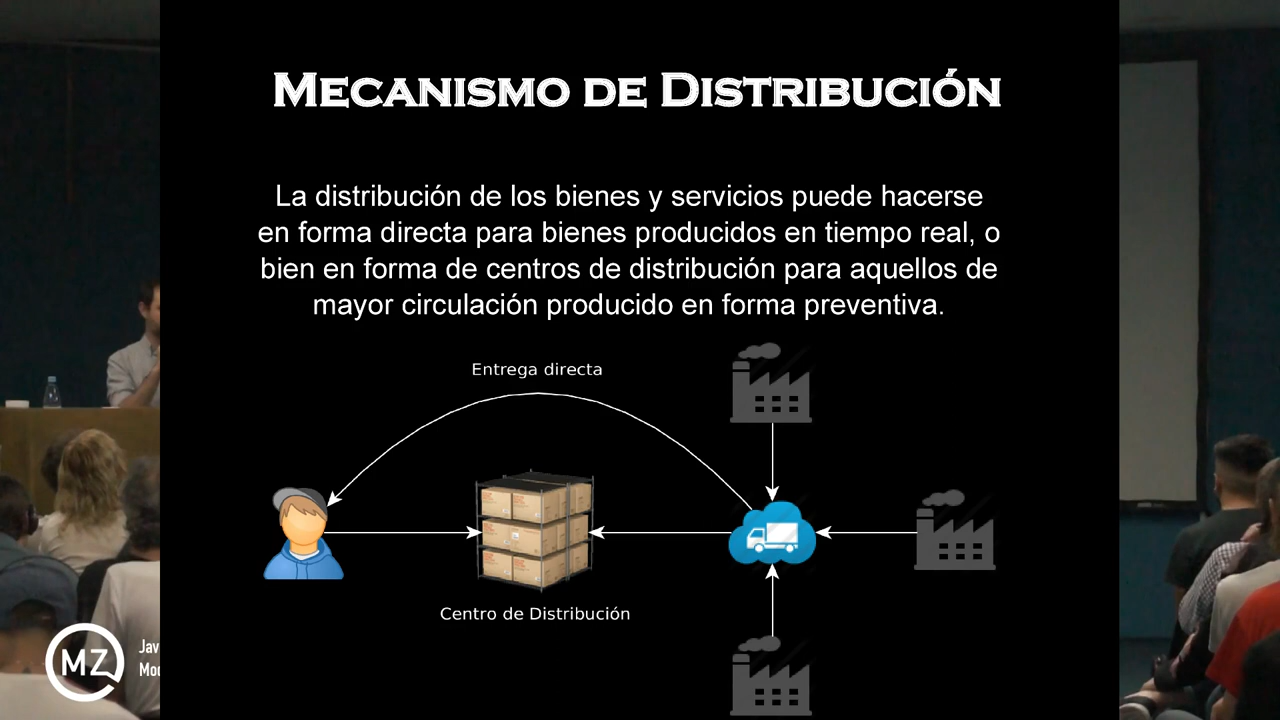 Mecanismo de Distribución
La distribución de los bienes y servicios puede hacerse
en forma directa para bienes producidos en tiempo real, o
bien en forma de centros de distribución para aquellos de
mayor circulación producido en forma preventiva.
Entrega directa
Centro de Distribución
MZ